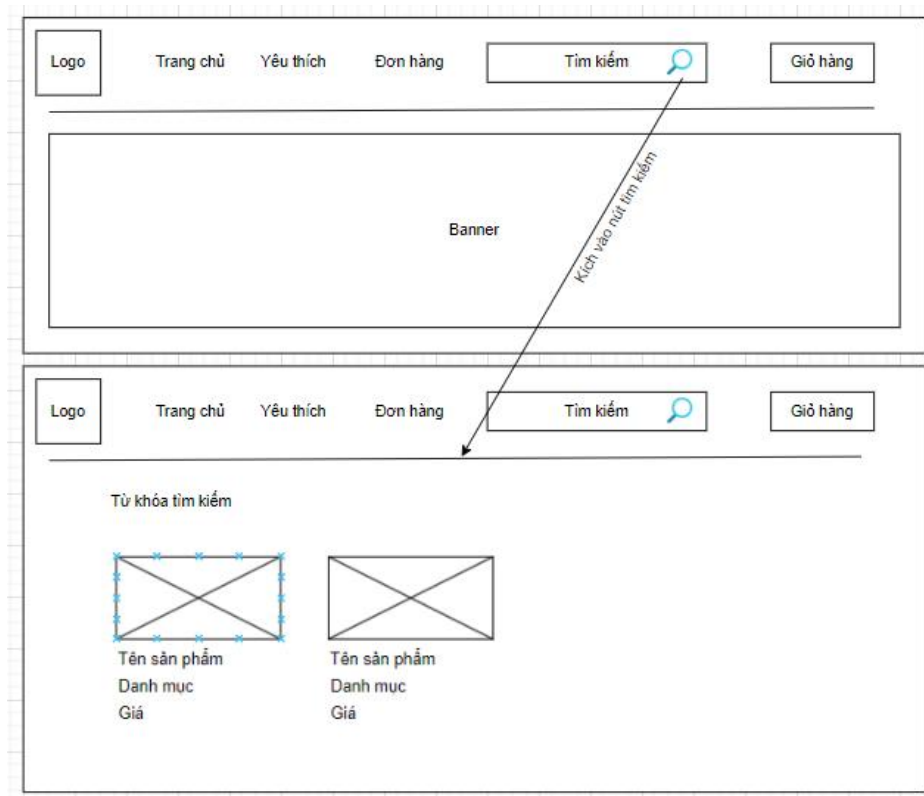 Logo Trang chủ Yêu thích Đơn hàng Tìm kiếm Giỏ hàng
Kích vào nút tìm kiếm
Banner
Logo Trang chủ Yêu thích Đơn hàng Tìm kiếm Giỏ hàng
Từ khóa tìm kiếm
Tên sản phẩm Tên sản phẩm
Danh mục Danh mục
Giá Giá